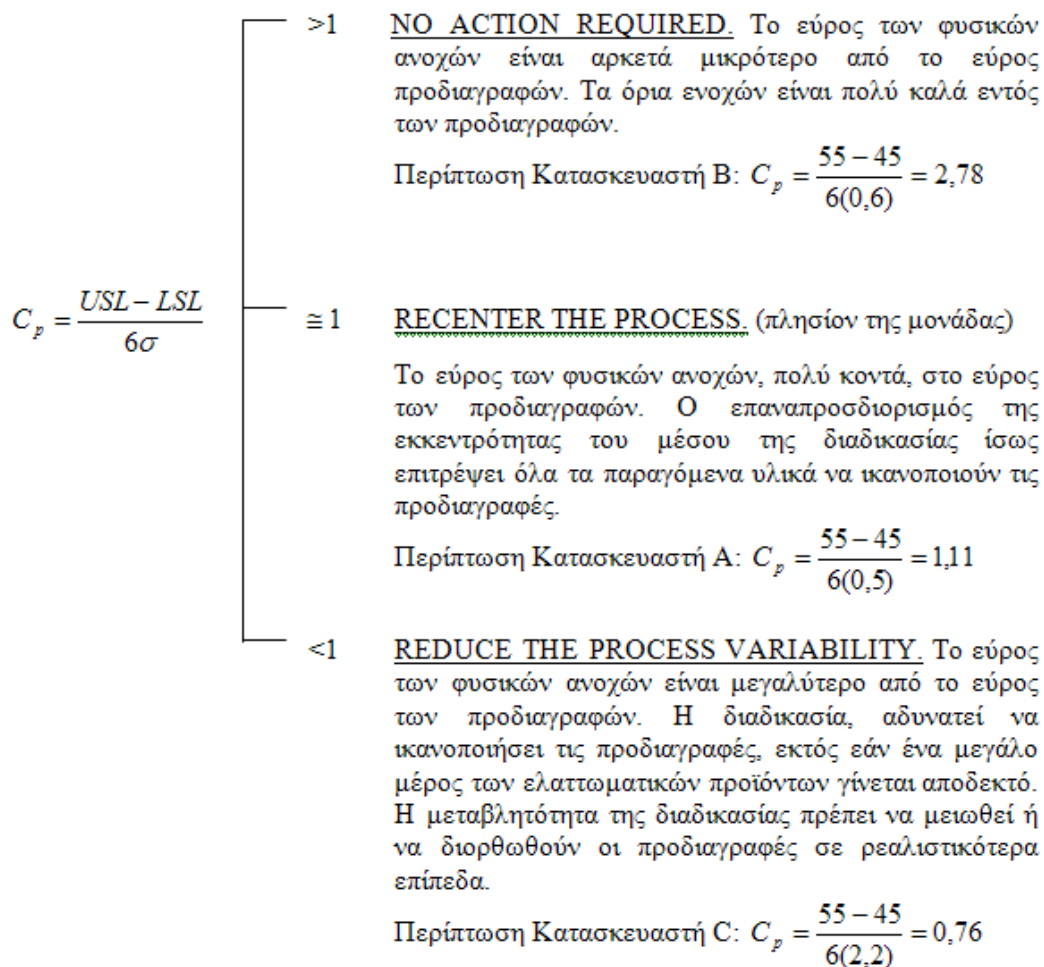 >1 NO ACTION REQUIRED. Το εύρος των φυσικών
ανοχών είναι αρκετά μικρότερο από το εύρος
προδιαγραφών. Τα όρια ενοχών είναι πολύ καλά εντός
των προδιαγραφών.
Περίπτωση Κατασκευαστή Β: C_p = (55 − 45) / 6(0,6) = 2,78
C_p = (USL − LSL) / 6σ
≅ 1 RECENTER THE PROCESS. (πλησίον της μονάδας)
Το εύρος των φυσικών ανοχών, πολύ κοντά, στο εύρος
των προδιαγραφών. Ο επαναπροσδιορισμός της
εκκεντρότητας του μέσου της διαδικασίας ίσως
επιτρέψει όλα τα παραγόμενα υλικά να ικανοποιούν τις
προδιαγραφές.
Περίπτωση Κατασκευαστή Α: C_p = (55 − 45) / 6(0,5) = 1,11
<1 REDUCE THE PROCESS VARIABILITY. Το εύρος
των φυσικών ανοχών είναι μεγαλύτερο από το εύρος
των προδιαγραφών. Η διαδικασία, αδυνατεί να
ικανοποιήσει τις προδιαγραφές, εκτός εάν ένα μεγάλο
μέρος των ελαττωματικών προϊόντων γίνεται αποδεκτό.
Η μεταβλητότητα της διαδικασίας πρέπει να μειωθεί ή
να διορθωθούν οι προδιαγραφές σε ρεαλιστικότερα
επίπεδα.
Περίπτωση Κατασκευαστή C: C_p = (55 − 45) / 6(2,2) = 0,76